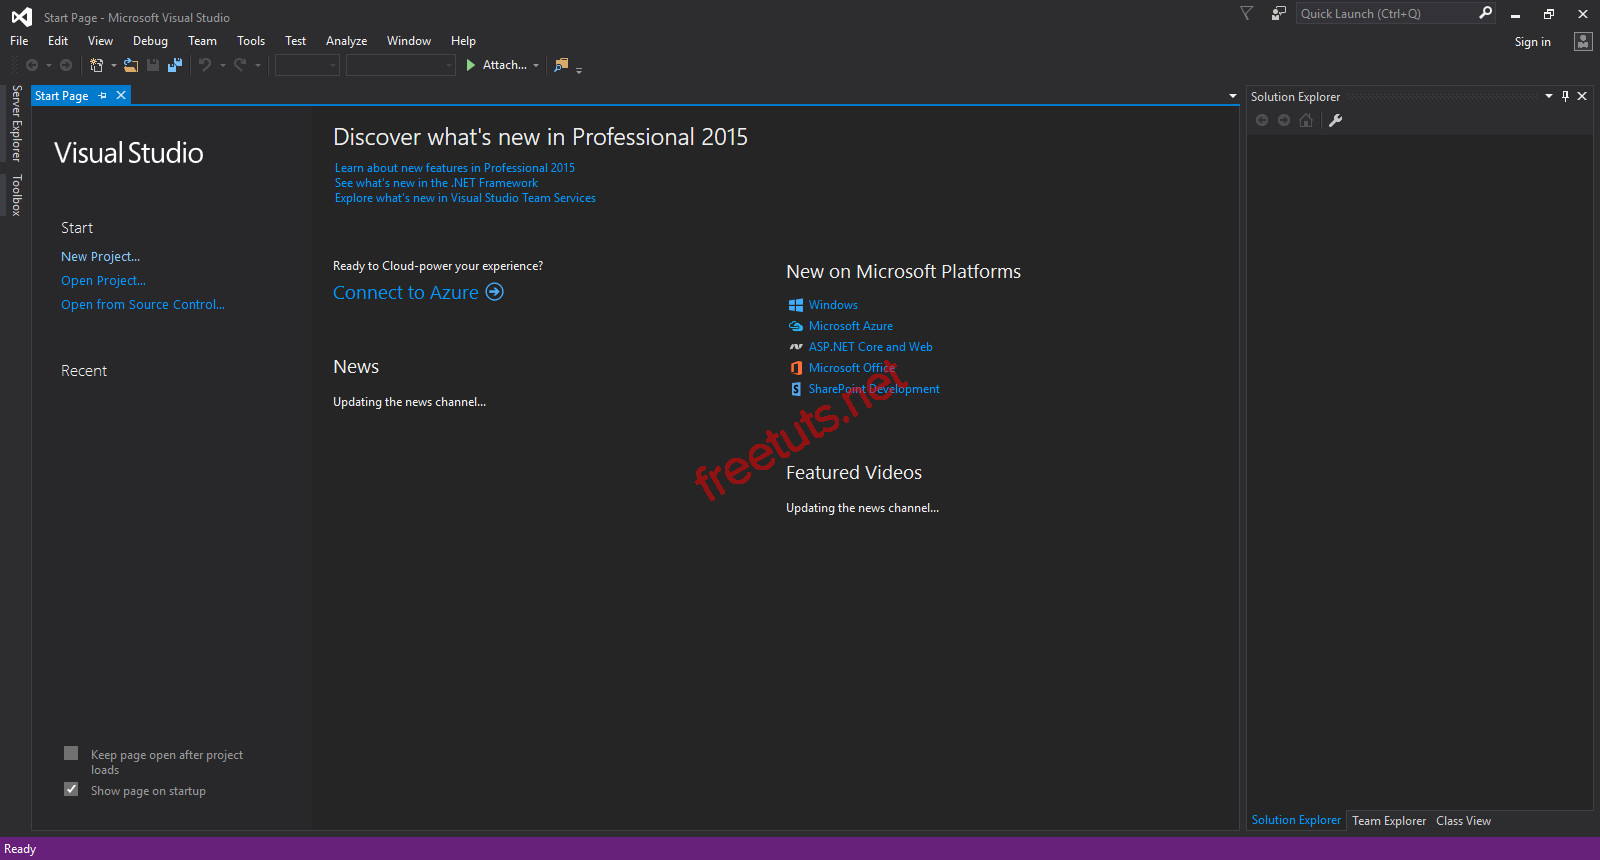 Start Page - Microsoft Visual Studio
Quick Launch (Ctrl+Q)
File Edit View Debug Team Tools Test Analyze Window Help
Sign in
Attach...
Server Explorer
Toolbox
Start Page
Visual Studio
Start
New Project...
Open Project...
Open from Source Control...
Recent
Keep page open after project
loads
Show page on startup
Discover what's new in Professional 2015
Learn about new features in Professional 2015
See what's new in the .NET Framework
Explore what's new in Visual Studio Team Services
Ready to Cloud-power your experience?
Connect to Azure
News
Updating the news channel...
New on Microsoft Platforms
Windows
Microsoft Azure
ASP.NET Core and Web
Microsoft Office
SharePoint Development
freetuts.net
Featured Videos
Updating the news channel...
Solution Explorer
Solution Explorer Team Explorer Class View
Ready